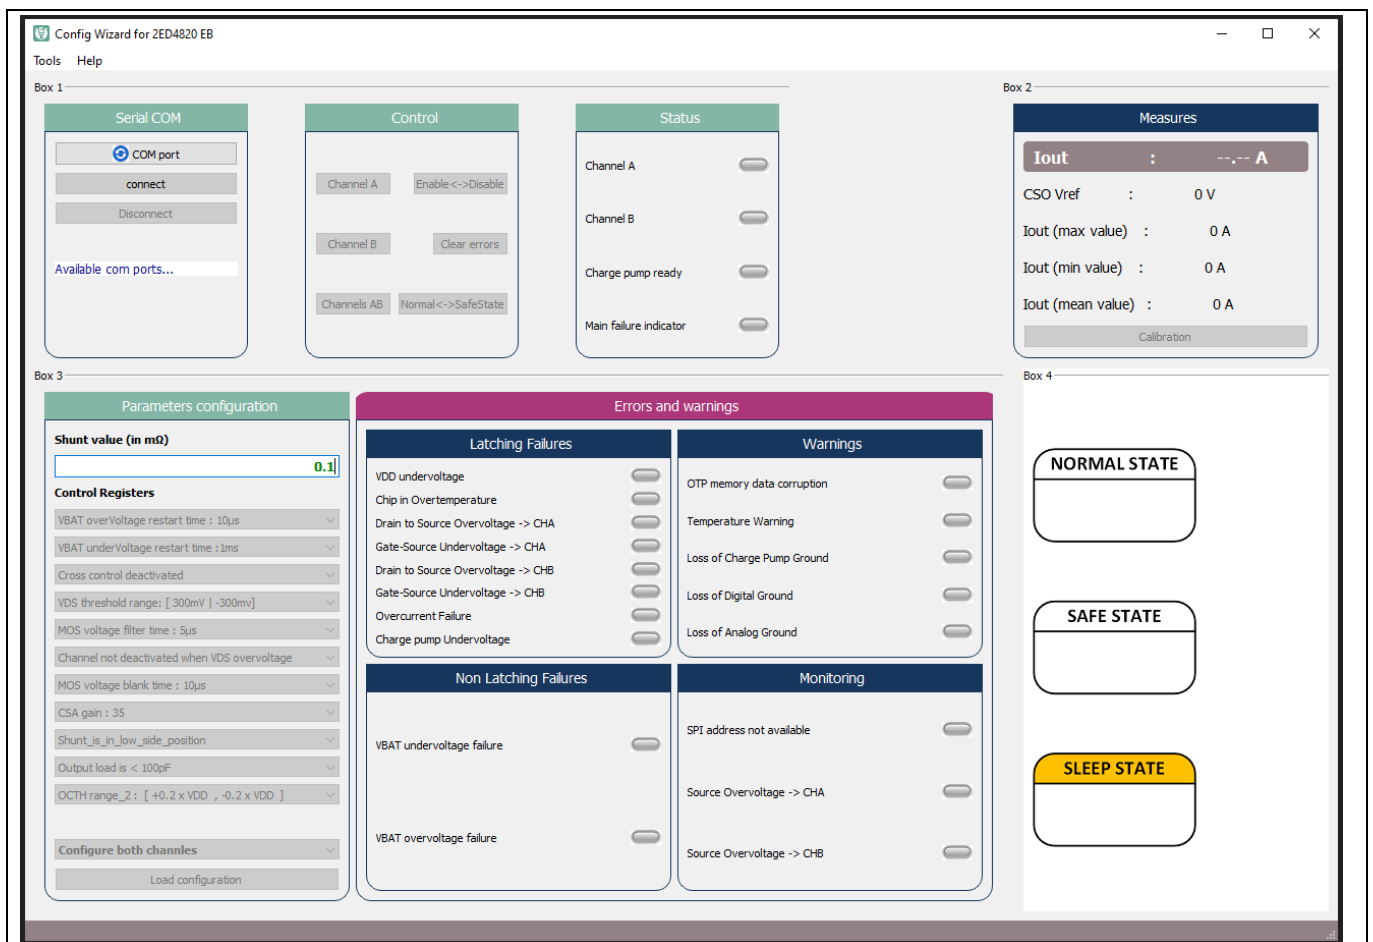 Config Wizard for 2ED4820 EB
Tools Help
Box 1
Serial COM
COM port
connect
Disconnect
Available com ports...
Control
Channel A Enable<->Disable
Channel B Clear errors
Channels AB Normal<->SafeState
Status
Channel A
Channel B
Charge pump ready
Main failure indicator
Box 2
Measures
Iout : --.-- A
CSO Vref : 0 V
Iout (max value) : 0 A
Iout (min value) : 0 A
Iout (mean value) : 0 A
Calibration
Box 3
Parameters configuration
Shunt value (in mΩ)
0.1
Control Registers
VBAT overVoltage restart time : 10µs
VBAT underVoltage restart time :1ms
Cross control deactivated
VDS threshold range: [ 300mV | -300mv]
MOS voltage filter time : 5µs
Channel not deactivated when VDS overvoltage
MOS voltage blank time : 10µs
CSA gain : 35
Shunt_is_in_low_side_position
Output load is < 100pF
OCTH range_2 : [ +0.2 x VDD , -0.2 x VDD ]
Configure both channles
Load configuration
Errors and warnings
Latching Failures
VDD undervoltage
Chip in Overtemperature
Drain to Source Overvoltage -> CHA
Gate-Source Undervoltage -> CHA
Drain to Source Overvoltage -> CHB
Gate-Source Undervoltage -> CHB
Overcurrent Failure
Charge pump Undervoltage
Warnings
OTP memory data corruption
Temperature Warning
Loss of Charge Pump Ground
Loss of Digital Ground
Loss of Analog Ground
Non Latching Failures
VBAT undervoltage failure
VBAT overvoltage failure
Monitoring
SPI address not available
Source Overvoltage -> CHA
Source Overvoltage -> CHB
Box 4
NORMAL STATE
SAFE STATE
SLEEP STATE